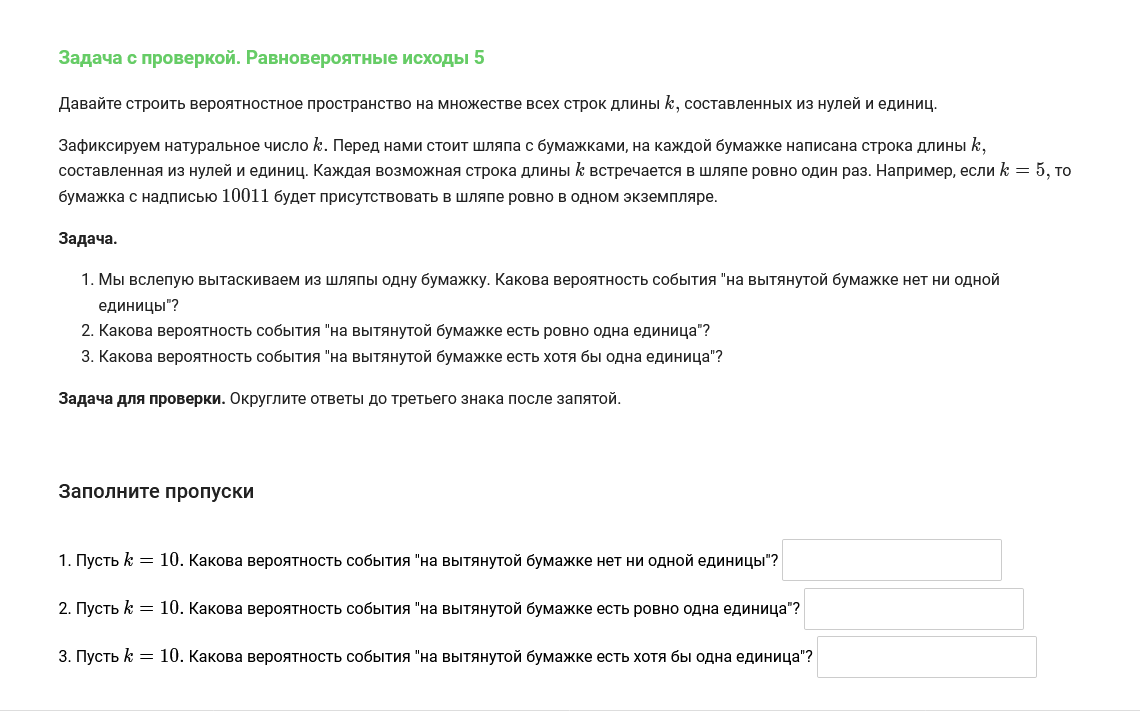 Задача с проверкой. Равновероятные исходы 5
Давайте строить вероятностное пространство на множестве всех строк длины k, составленных из нулей и единиц.
Зафиксируем натуральное число k. Перед нами стоит шляпа с бумажками, на каждой бумажке написана строка длины k,
составленная из нулей и единиц. Каждая возможная строка длины k встречается в шляпе ровно один раз. Например, если k = 5, то
бумажка с надписью 10011 будет присутствовать в шляпе ровно в одном экземпляре.
Задача.
1. Мы вслепую вытаскиваем из шляпы одну бумажку. Какова вероятность события "на вытянутой бумажке нет ни одной
единицы"?
2. Какова вероятность события "на вытянутой бумажке есть ровно одна единица"?
3. Какова вероятность события "на вытянутой бумажке есть хотя бы одна единица"?
Задача для проверки. Округлите ответы до третьего знака после запятой.
Заполните пропуски
1. Пусть k = 10. Какова вероятность события "на вытянутой бумажке нет ни одной единицы"?
2. Пусть k = 10. Какова вероятность события "на вытянутой бумажке есть ровно одна единица"?
3. Пусть k = 10. Какова вероятность события "на вытянутой бумажке есть хотя бы одна единица"?